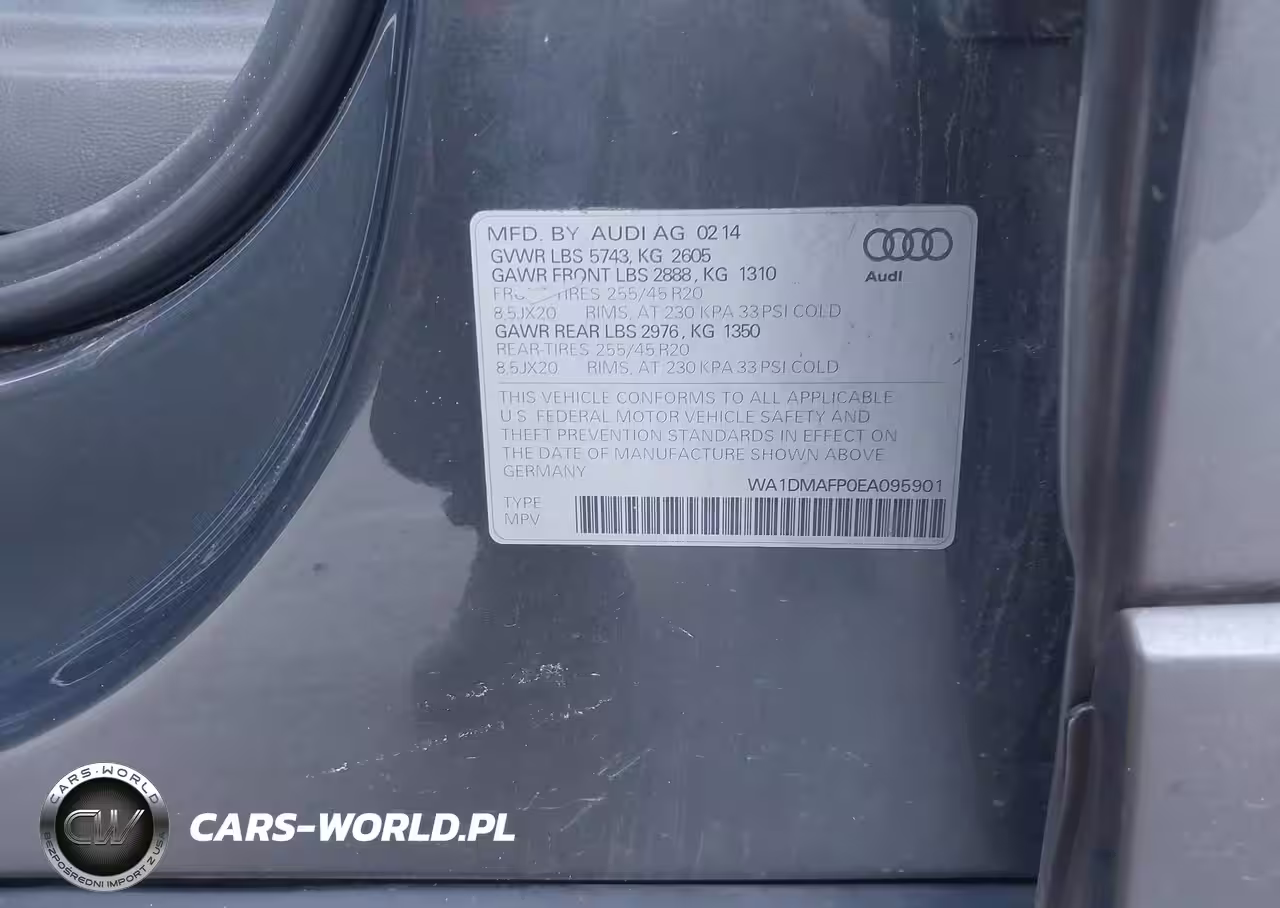 MFD. BY AUDI AG 0214
GVWR LBS 5743, KG 2605
GAWR FRONT LBS 2888, KG 1310
255/45 R20
8,5JX20 RIMS, AT 230 KPA 33 PSI COLD
GAWR REAR LBS 2976, KG 1350
REAR-TIRES 255/45 R20
8,5JX20 RIMS, AT 230 KPA 33 PSI COLD
Audi
THIS VEHICLE CONFORMS TO ALL APPLICABLE
U.S. FEDERAL MOTOR VEHICLE SAFETY AND
THEFT PREVENTION STANDARDS IN EFFECT ON
THE DATE OF MANUFACTURE SHOWN ABOVE
GERMANY
WA1DMAFP0EA095901
TYPE
MPV
CARS-WORLD
CW
BEZPOŚREDNI IMPORT Z USA
CARS-WORLD.PL